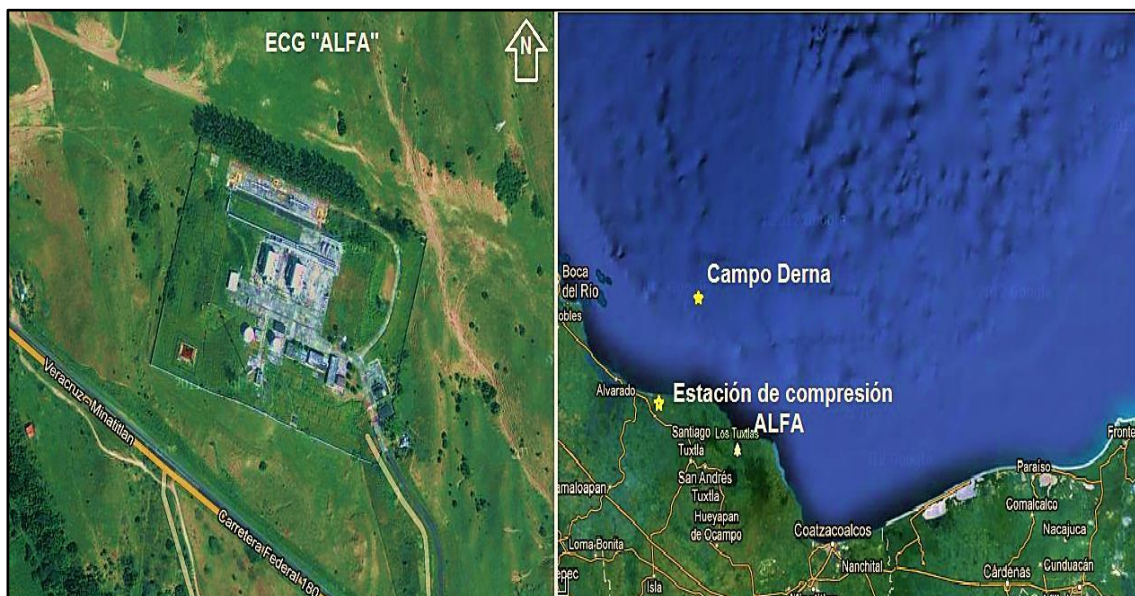 ECG "ALFA"
N
Veracruz - Minatitlan
Carretera Federal 180
Boca
del Río
obles
Campo Derna
Alvarado
Estación de compresión
ALFA
Santiago
Tuxtla
Los Tuxtlas
San Andrés
Tuxtla
Hueyapan
de Ocampo
amaloapan
Loma-Bonita
epec
Isla
Coatzacoalcos
Nanchital
Paraíso
Fronte
Comalcalco
Nacajuca
Cárdenas
Cunduacán